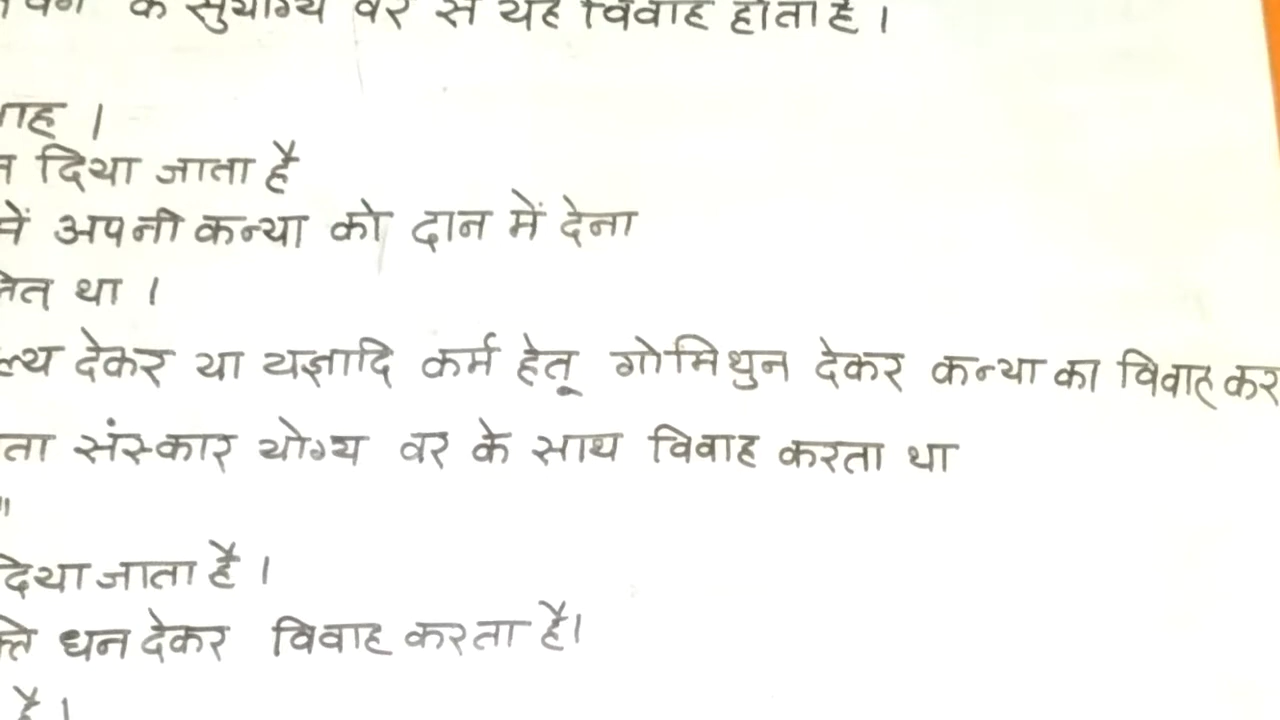 के सुयोग्य वर से यह विवाह होता है ।
दिया जाता है
में अपनी कन्या को दान में देना
था ।
देकर या यज्ञादि कर्म हेतू गोमिथुन देकर कन्या का विवाह कर
संस्कार योग्य वर के साथ विवाह करता था
॥
दिया जाता है ।
धन देकर विवाह करता है।
है ।